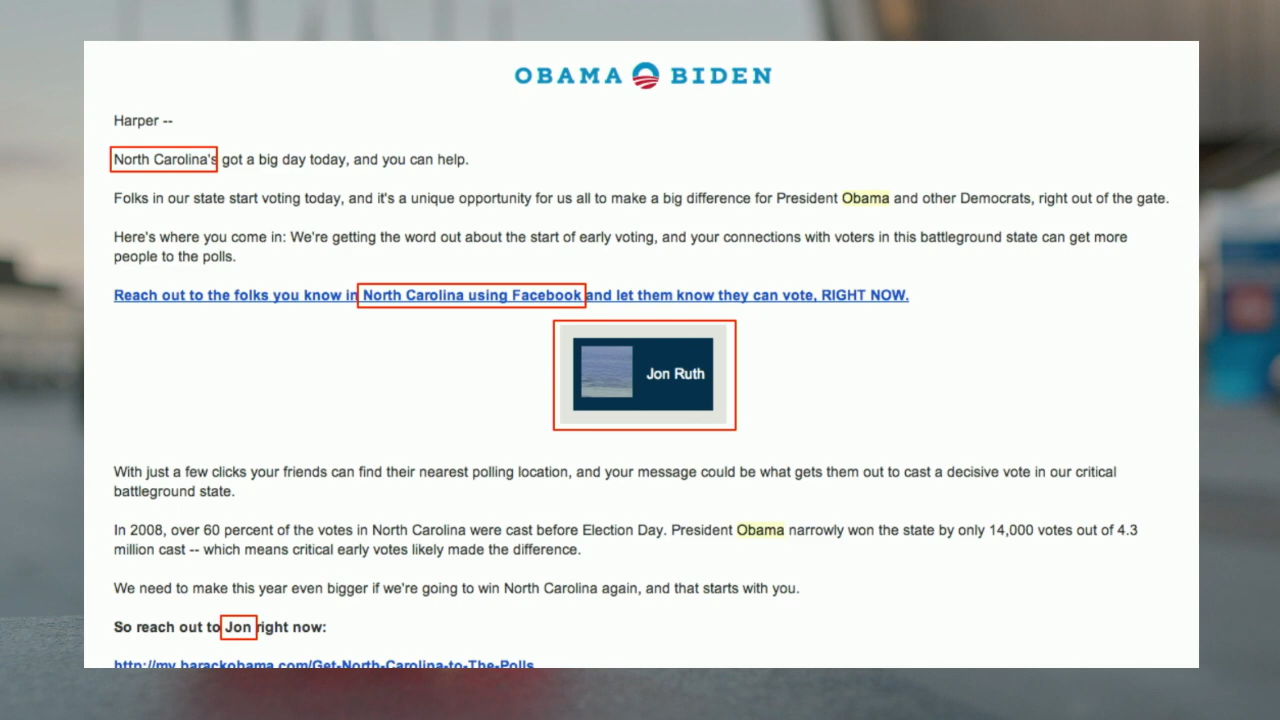 OBAMA BIDEN
Harper --
North Carolina's got a big day today, and you can help.
Folks in our state start voting today, and it's a unique opportunity for us all to make a big difference for President Obama and other Democrats, right out of the gate.
Here's where you come in: We're getting the word out about the start of early voting, and your connections with voters in this battleground state can get more
people to the polls.
Reach out to the folks you know in North Carolina using Facebook and let them know they can vote, RIGHT NOW.
Jon Ruth
With just a few clicks your friends can find their nearest polling location, and your message could be what gets them out to cast a decisive vote in our critical
battleground state.
In 2008, over 60 percent of the votes in North Carolina were cast before Election Day. President Obama narrowly won the state by only 14,000 votes out of 4.3
million cast -- which means critical early votes likely made the difference.
We need to make this year even bigger if we're going to win North Carolina again, and that starts with you.
So reach out to Jon right now:
http://my.barackobama.com/Get-North-Carolina-to-The-Polls